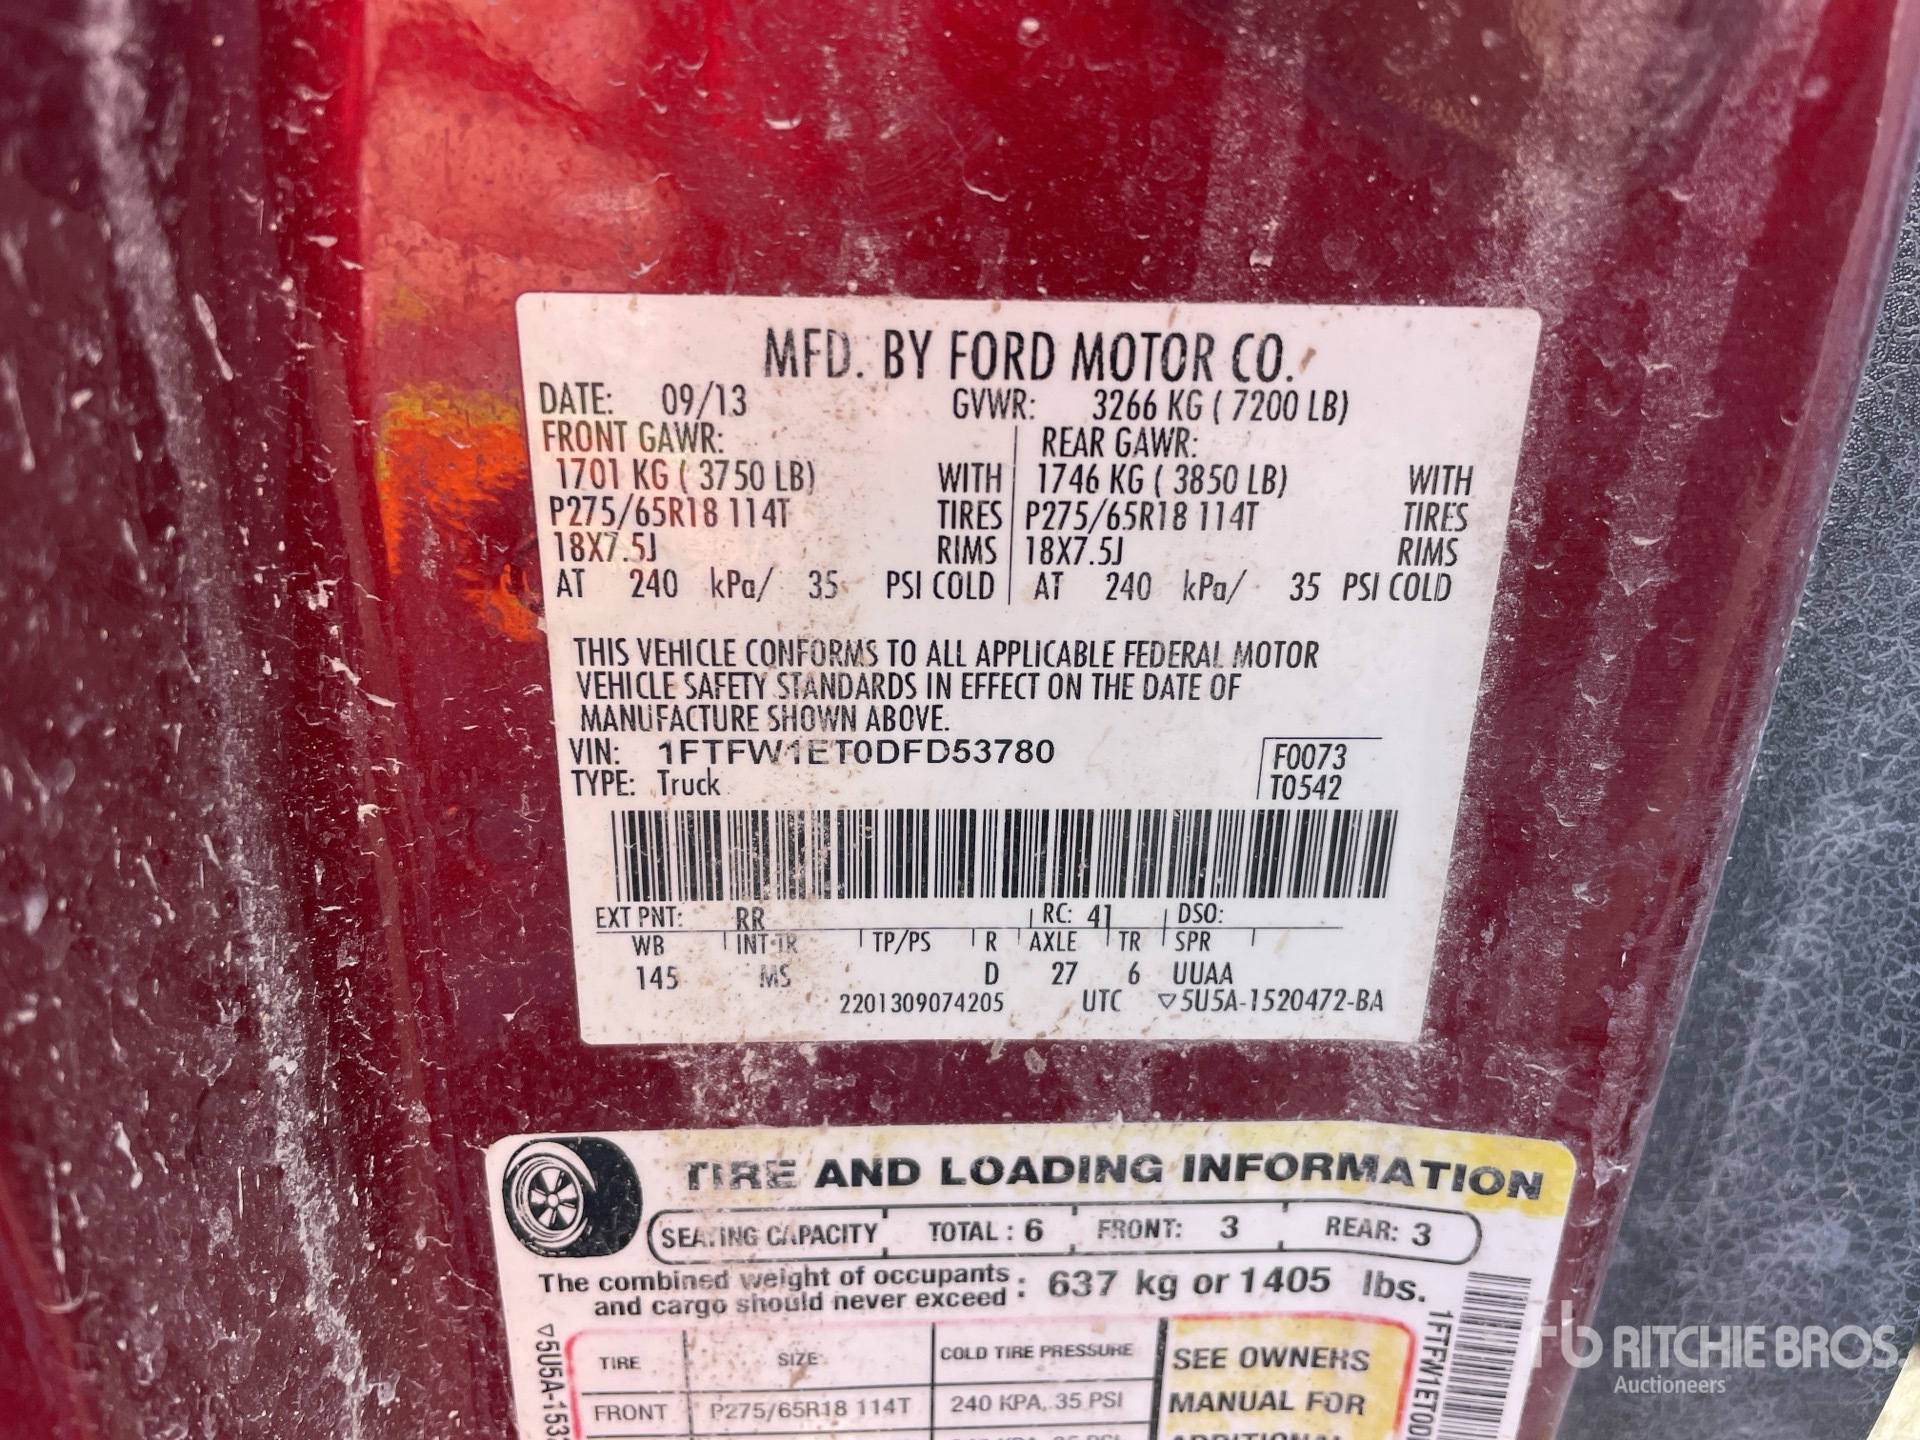 MFD. BY FORD MOTOR CO.
DATE: 09/13 GVWR: 3266 KG ( 7200 LB)
FRONT GAWR: REAR GAWR:
1701 KG ( 3750 LB) WITH 1746 KG ( 3850 LB) WITH
P275/65R18 114T TIRES P275/65R18 114T TIRES
18X7.5J RIMS 18X7.5J RIMS
AT 240 kPa/ 35 PSI COLD AT 240 kPa/ 35 PSI COLD
THIS VEHICLE CONFORMS TO ALL APPLICABLE FEDERAL MOTOR
VEHICLE SAFETY STANDARDS IN EFFECT ON THE DATE OF
MANUFACTURE SHOWN ABOVE.
VIN: 1FTFW1ET0DFD53780 F0073
TYPE: Truck T0542
EXT PNT: RR RC: 41 DSO:
WB INT TR TP/PS R AXLE TR SPR
145 MS D 27 6 UUAA
2201309074205 UTC ▽5U5A-1520472-BA
TIRE AND LOADING INFORMATION
SEATING CAPACITY TOTAL : 6 FRONT: 3 REAR: 3
The combined weight of occupants
and cargo should never exceed : 637 kg or 1405 lbs.
TIRE SIZE COLD TIRE PRESSURE SEE OWNERS
FRONT P275/65R18 114T 240 KPA, 35 PSI MANUAL FOR
ADDITIONAL
▽5U5A-153
1FTFW1ET0D
rb RITCHIE BROS.
Auctioneers